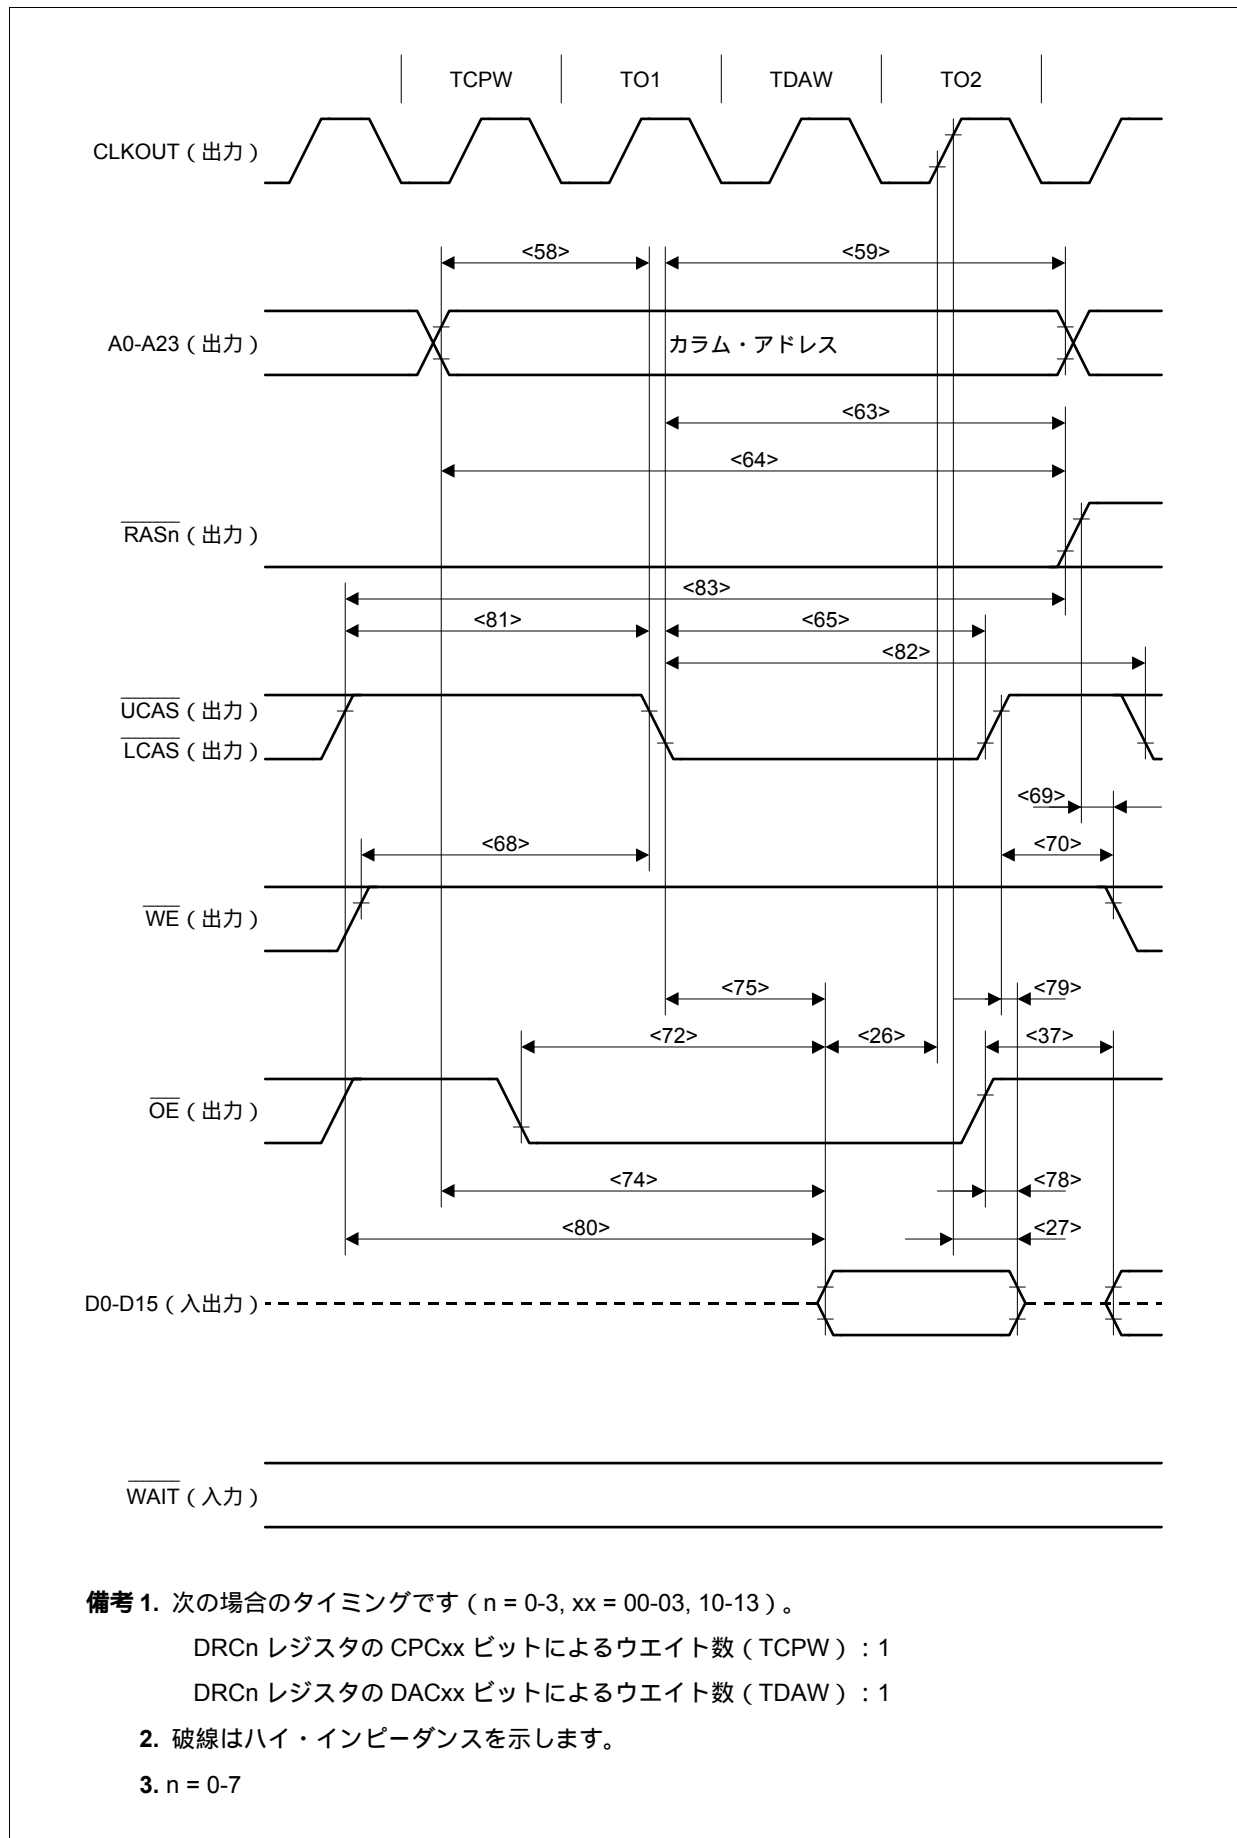 TCPW TO1 TDAW TO2
CLKOUT（出力）
<58> <59>
A0-A23（出力） カラム・アドレス
<63>
<64>
RASn（出力）
<83>
<81> <65>
<82>
UCAS（出力）
LCAS（出力）
<69>
<68> <70>
WE（出力）
<75> <79>
<72> <26> <37>
OE（出力）
<74> <78>
<80> <27>
D0-D15（入出力）
WAIT（入力）
備考 1. 次の場合のタイミングです（n = 0-3, xx = 00-03, 10-13）。
DRCn レジスタの CPCxx ビットによるウエイト数（TCPW）：1
DRCn レジスタの DACxx ビットによるウエイト数（TDAW）：1
2. 破線はハイ・インピーダンスを示します。
3. n = 0-7